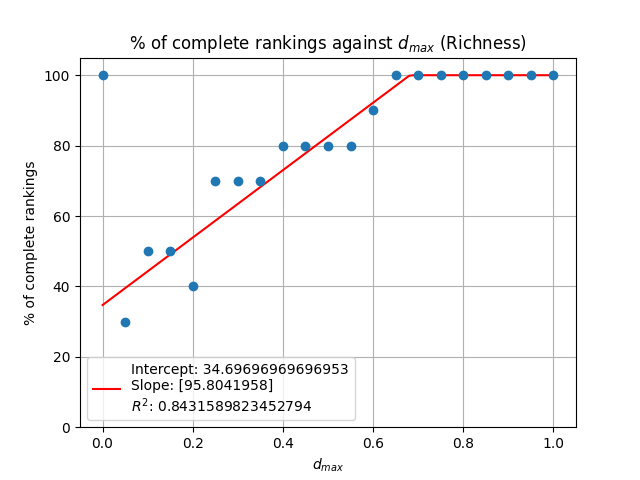 % of complete rankings against d_max (Richness)
% of complete rankings
100
80
60
40
20
0
Intercept: 34.69696969696953
Slope: [95.8041958]
R²: 0.8431589823452794
0.0 0.2 0.4 0.6 0.8 1.0
d_max